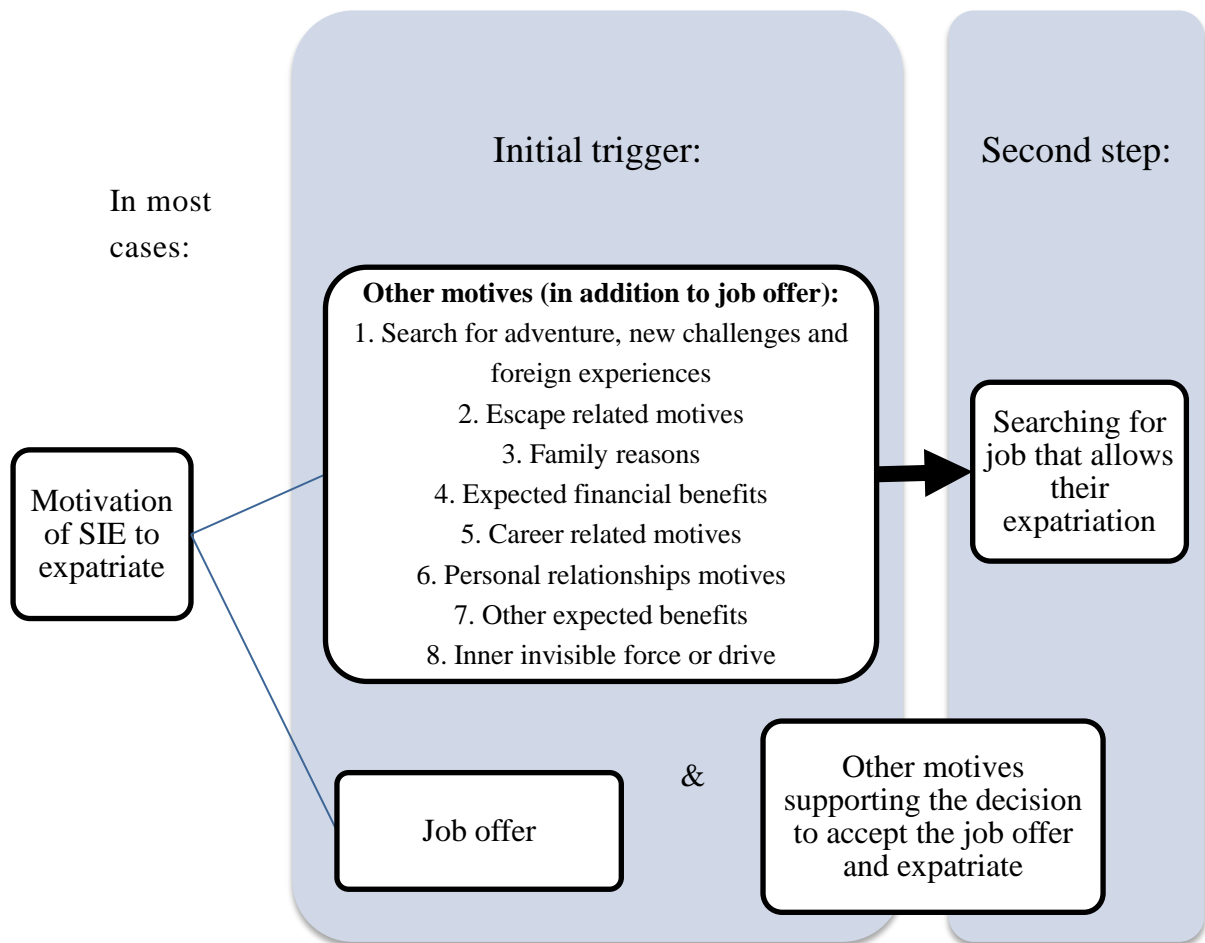 Initial trigger:
Second step:
In most
cases:
Other motives (in addition to job offer):
1. Search for adventure, new challenges and
foreign experiences
2. Escape related motives
3. Family reasons
4. Expected financial benefits
5. Career related motives
6. Personal relationships motives
7. Other expected benefits
8. Inner invisible force or drive
Searching for
job that allows
their
expatriation
Motivation
of SIE to
expatriate
Job offer
&
Other motives
supporting the decision
to accept the job offer
and expatriate